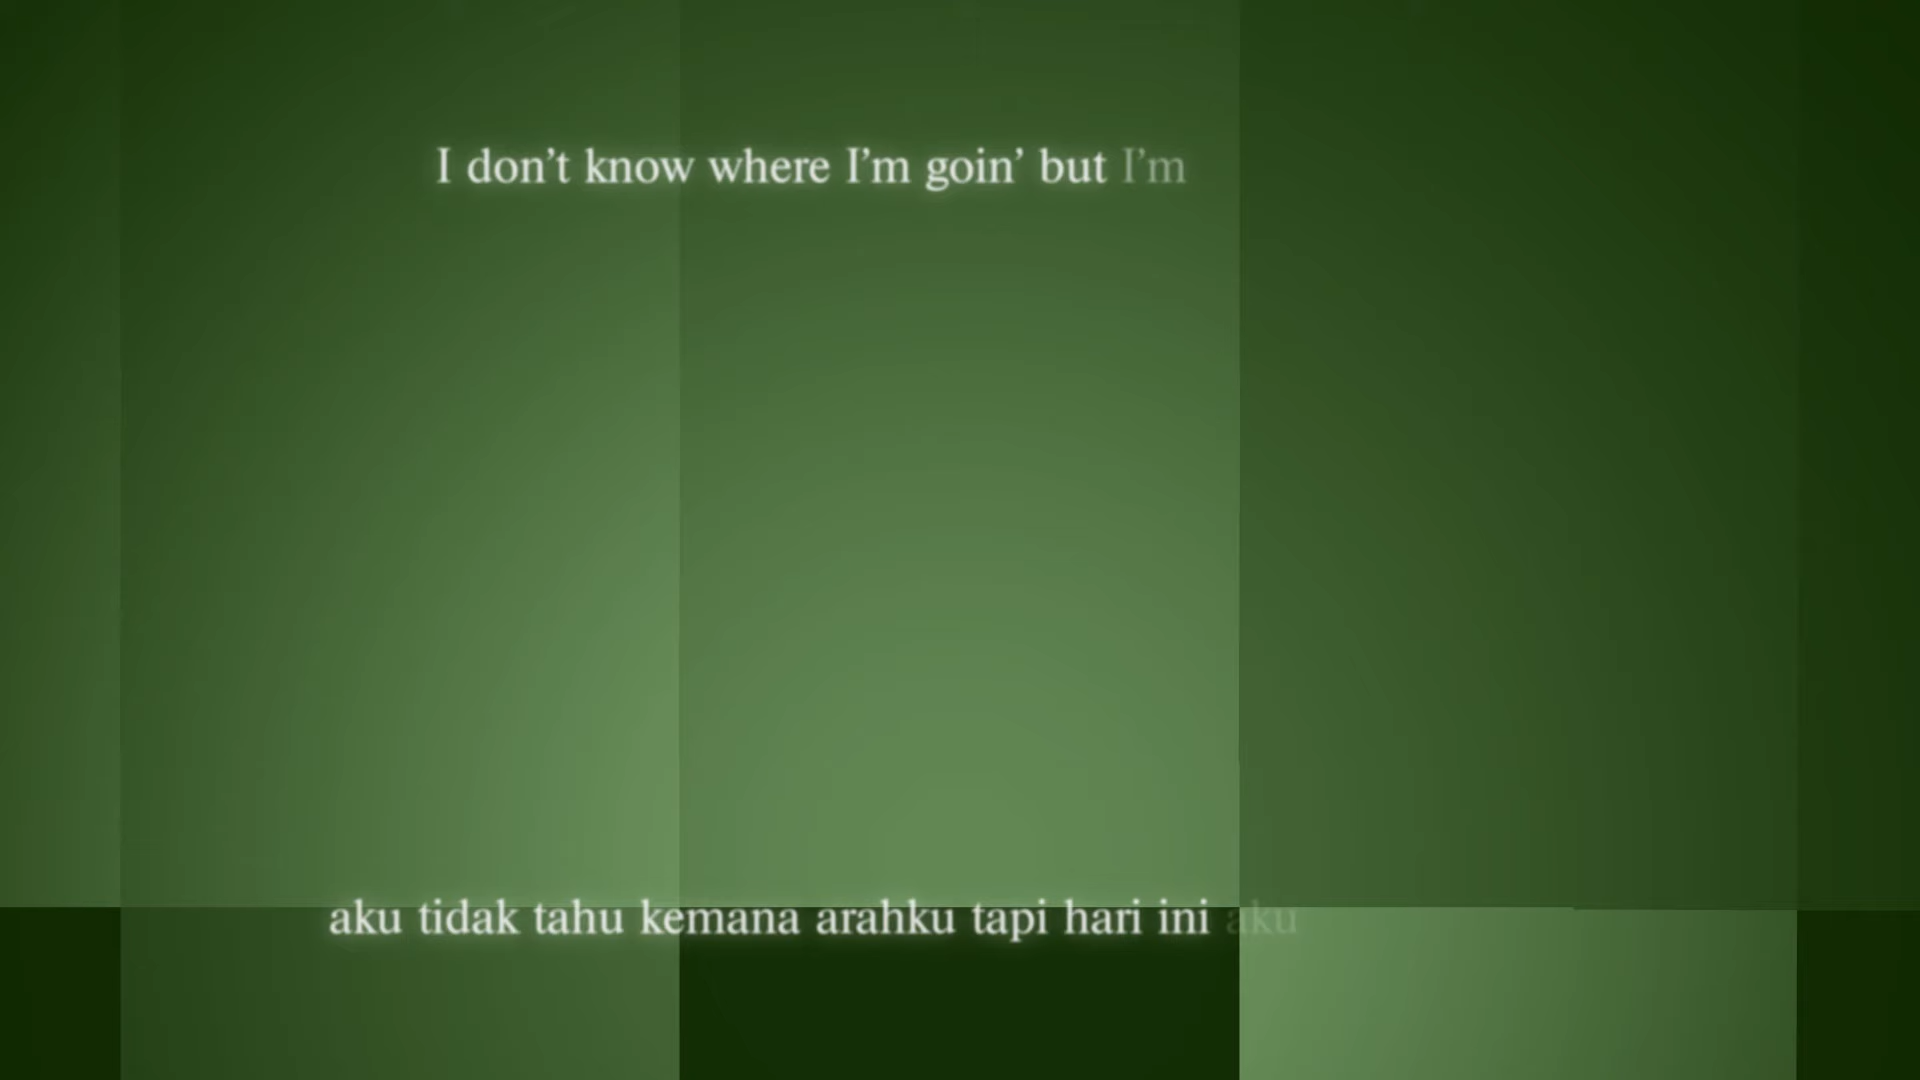 I don’t know where I’m goin’ but I’m
aku tidak tahu kemana arahku tapi hari ini aku